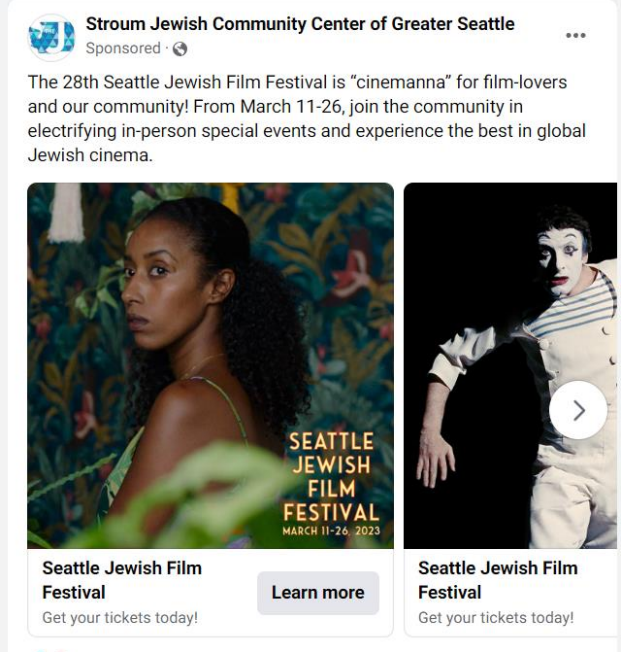 Stroum Jewish Community Center of Greater Seattle
Sponsored ·
The 28th Seattle Jewish Film Festival is “cinemanna” for film-lovers
and our community! From March 11-26, join the community in
electrifying in-person special events and experience the best in global
Jewish cinema.
SEATTLE
JEWISH
FILM
FESTIVAL
MARCH 11-26, 2023
Seattle Jewish Film
Festival
Get your tickets today!
Learn more
Seattle Jewish Film
Festival
Get your tickets today!